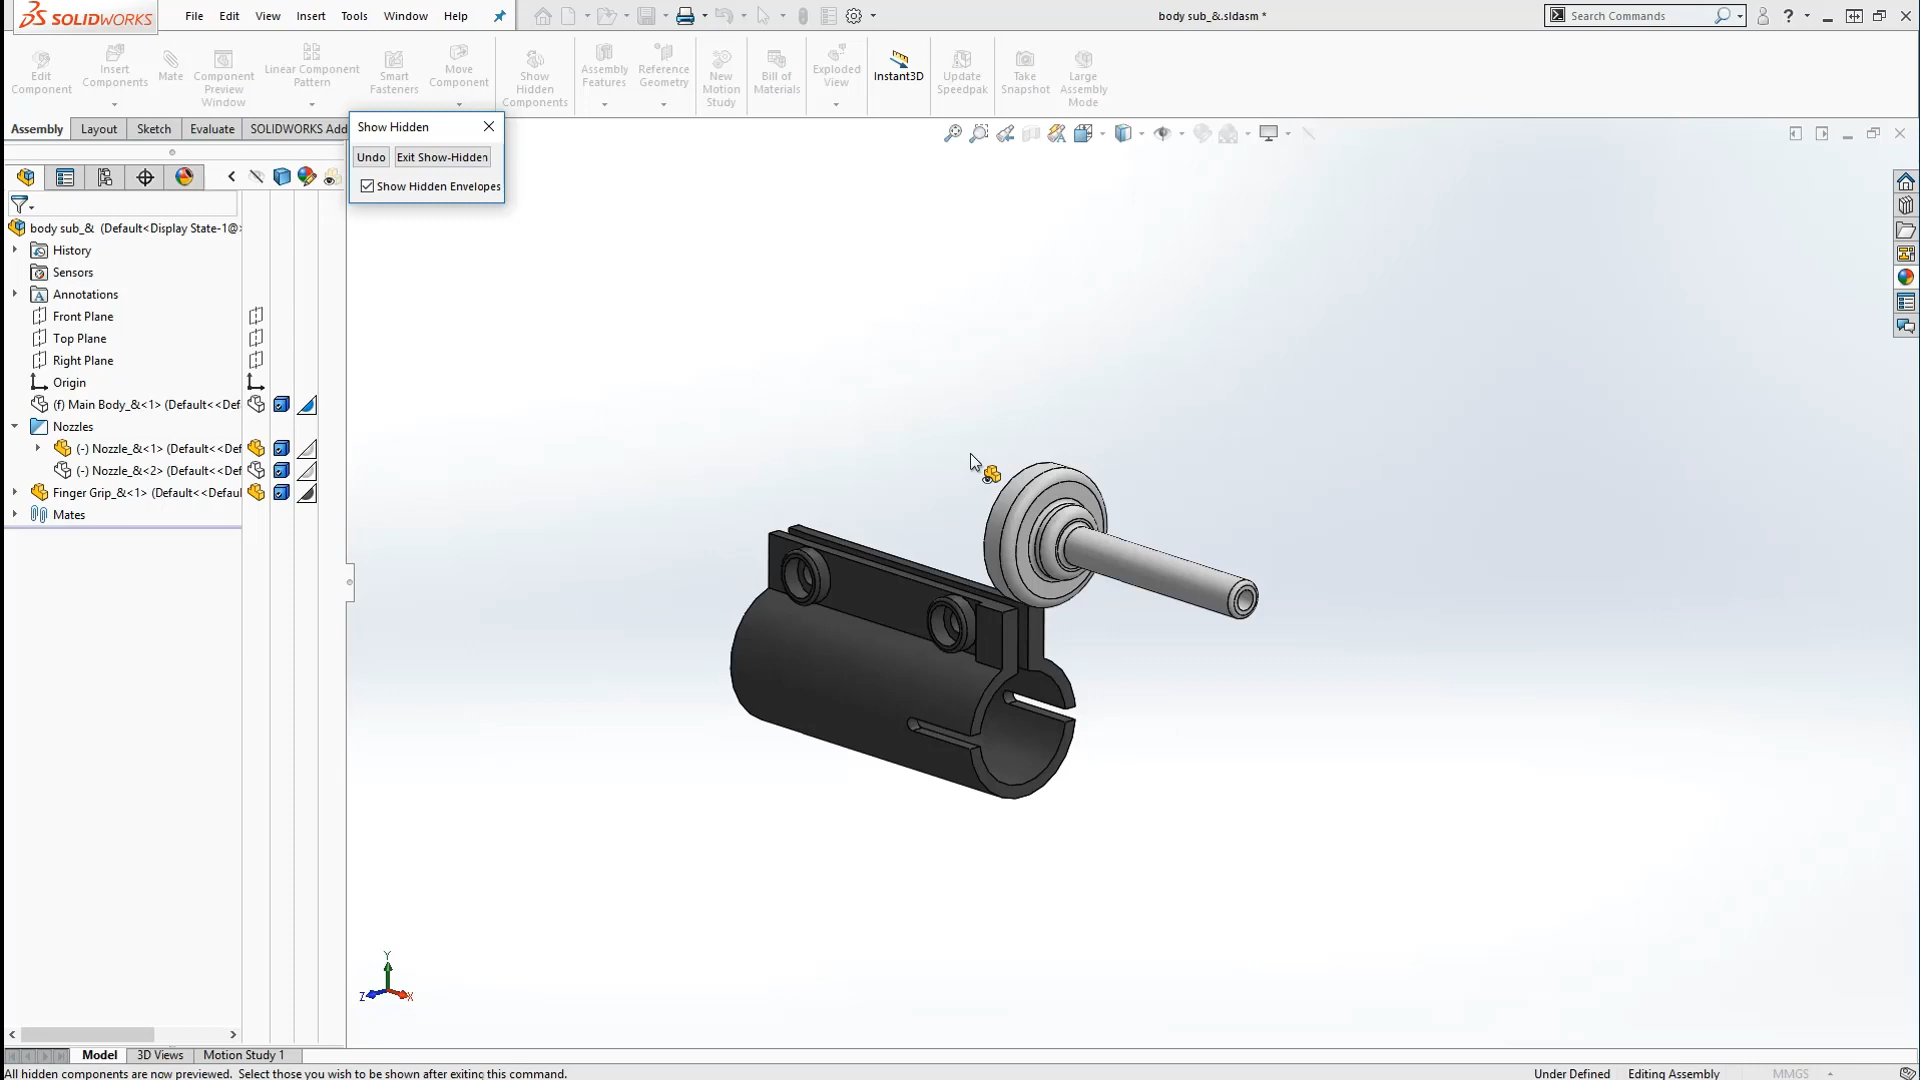 SOLIDWORKS
File Edit View Insert Tools Window Help
body sub_&.sldasm *
Search Commands
?
Edit Component
Insert Components
Mate
Component Preview Window
Linear Component Pattern
Smart Fasteners
Move Component
Show Hidden Components
Assembly Features
Reference Geometry
New Motion Study
Bill of Materials
Exploded View
Instant3D
Update Speedpak
Take Snapshot
Large Assembly Mode
Assembly Layout Sketch Evaluate SOLIDWORKS Add
Show Hidden
Undo Exit Show-Hidden
Show Hidden Envelopes
body sub_& (Default<Display State-1@
History
Sensors
Annotations
Front Plane
Top Plane
Right Plane
Origin
(f) Main Body_&<1> (Default<<Def
Nozzles
(-) Nozzle_&<1> (Default<<Def
(-) Nozzle_&<2> (Default<<Def
Finger Grip_&<1> (Default<<Defaul
Mates
Y
Z X
Model 3D Views Motion Study 1
All hidden components are now previewed. Select those you wish to be shown after exiting this command.
Under Defined Editing Assembly MMGS